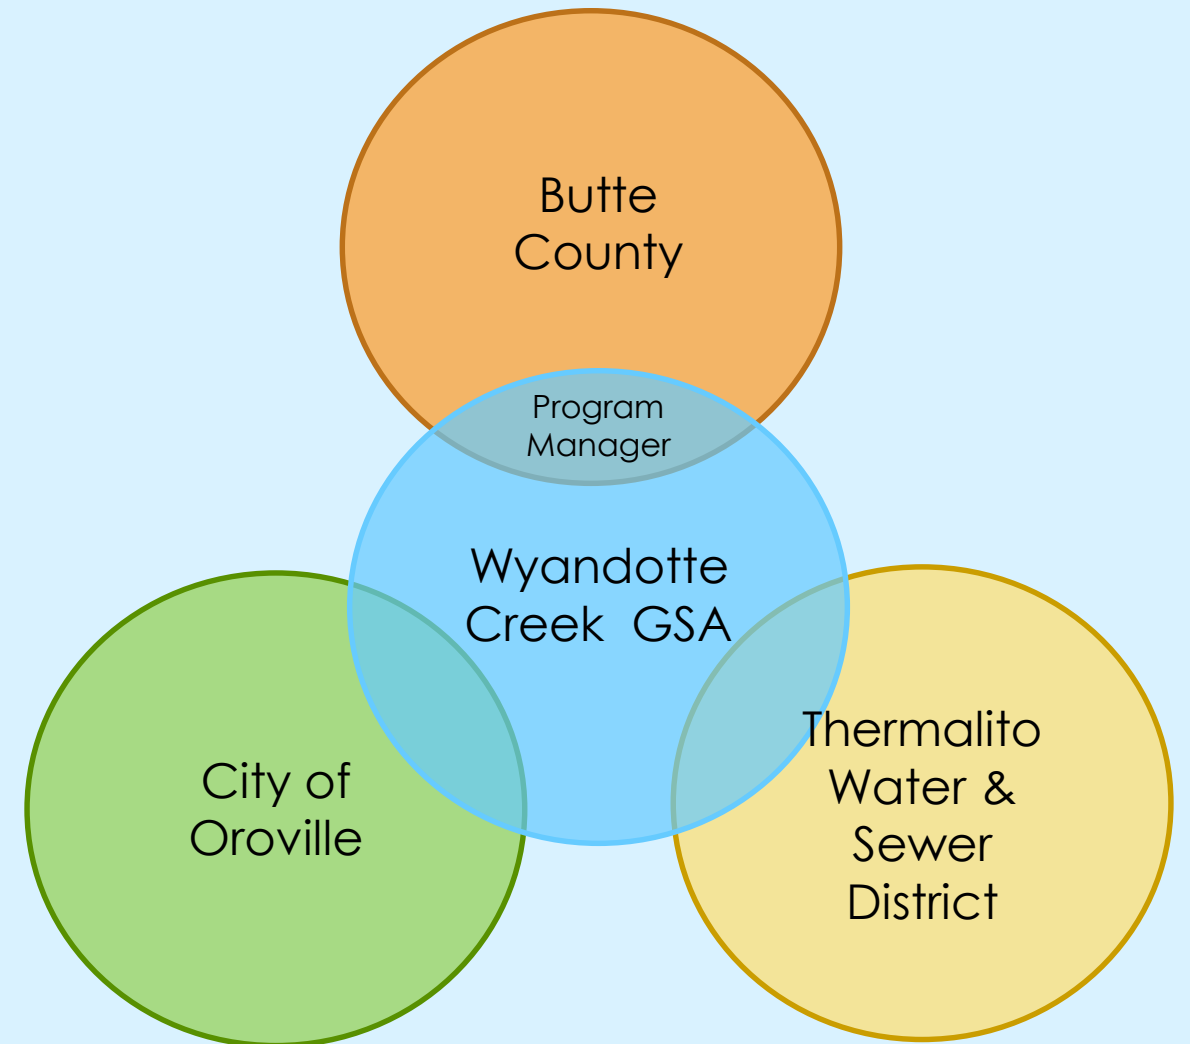 Butte
County
Program
Manager
Wyandotte
Creek GSA
City of
Oroville
Thermalito
Water &
Sewer
District